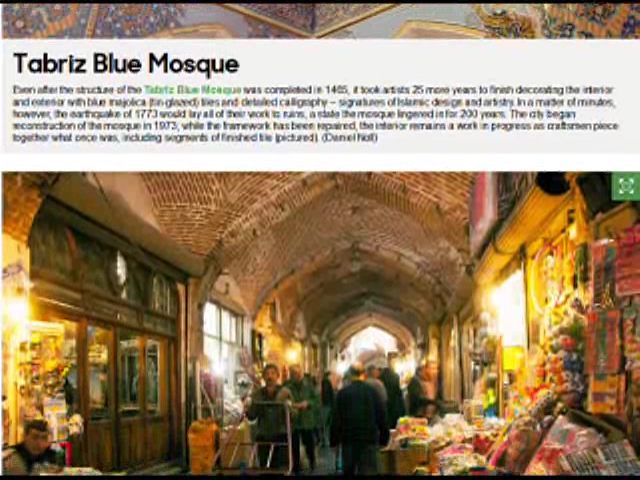 Tabriz Blue Mosque
Even after the structure of the Tabriz Blue Mosque was completed in 1465, it took artists 25 more years to finish decorating the interior
and exterior with blue majolica (tin-glazed) tiles and detailed calligraphy – signatures of Islamic design and artistry. In a matter of minutes,
however, the earthquake of 1773 would lay all of their work to ruins, a state the mosque lingered in for 200 years. The city began
reconstruction of the mosque in 1973; while the framework has been repaired, the interior remains a work in progress as craftsmen piece
together what once was, including segments of finished tile (pictured). (Daniel Noll)